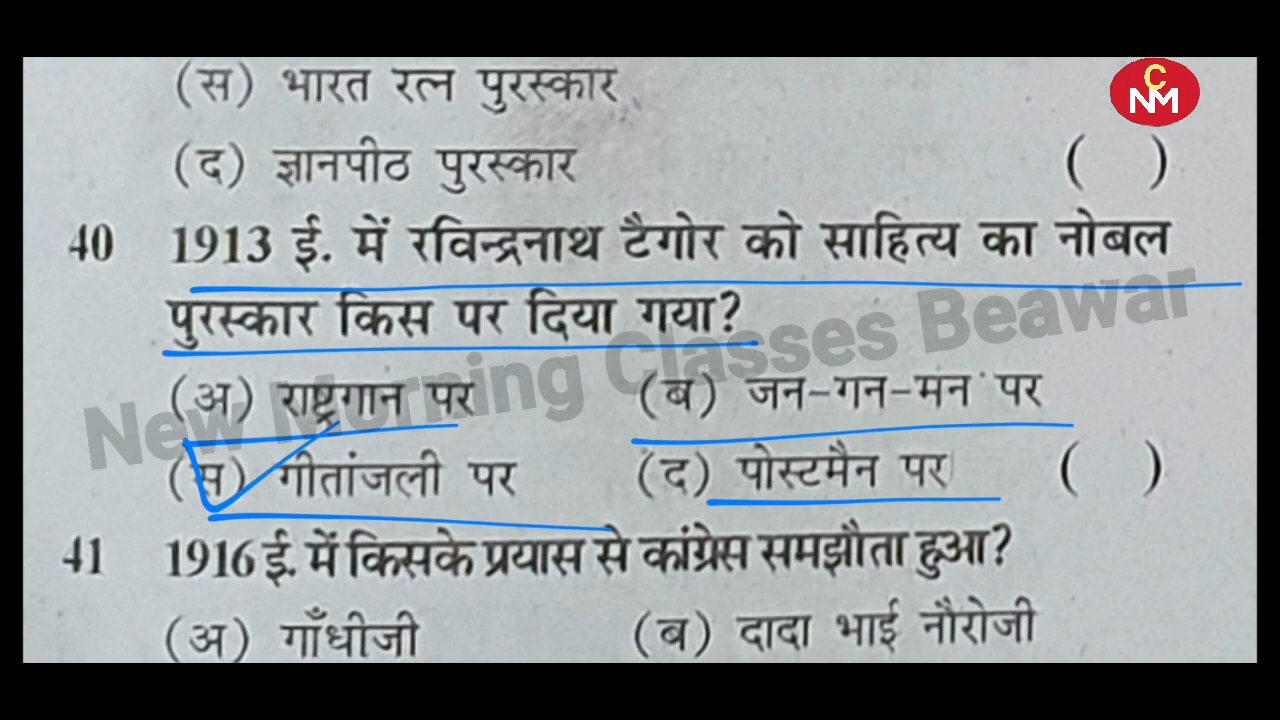 (स) भारत रत्न पुरस्कार
CNM
(द) ज्ञानपीठ पुरस्कार ( )
40 1913 ई. में रविन्द्रनाथ टैगोर को साहित्य का नोबल
पुरस्कार किस पर दिया गया?
New Morning Classes Beawar
(अ) राष्ट्रगान पर (ब) जन-गन-मन पर
(स) गीतांजली पर (द) पोस्टमैन पर ( )
41 1916 ई. में किसके प्रयास से कांग्रेस समझौता हुआ?
(अ) गाँधीजी (ब) दादा भाई नौरोजी